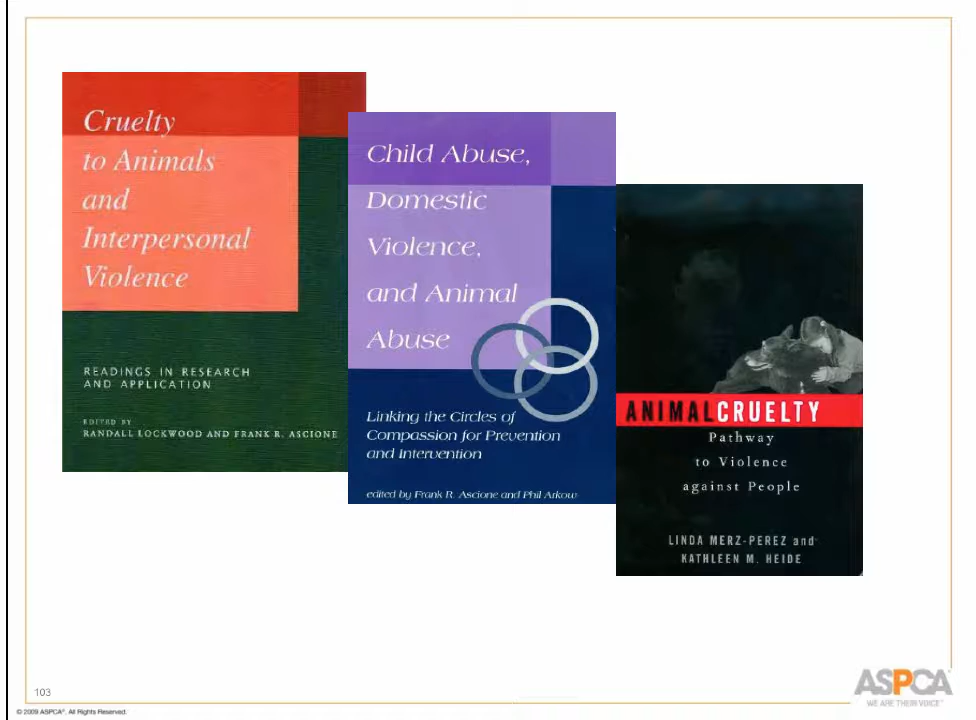 Cruelty
to Animals
and
Interpersonal
Violence
READINGS IN RESEARCH
AND APPLICATION
EDITED BY
RANDALL LOCKWOOD AND FRANK R. ASCIONE
Child Abuse,
Domestic
Violence,
and Animal
Abuse
Linking the Circles of
Compassion for Prevention
and Intervention
edited by Frank R. Ascione and Phil Arkow
ANIMALCRUELTY
Pathway
to Violence
against People
LINDA MERZ-PEREZ and
KATHLEEN M. HEIDE
103
ASPCA
WE ARE THEIR VOICE™
© 2009 ASPCA®. All Rights Reserved.